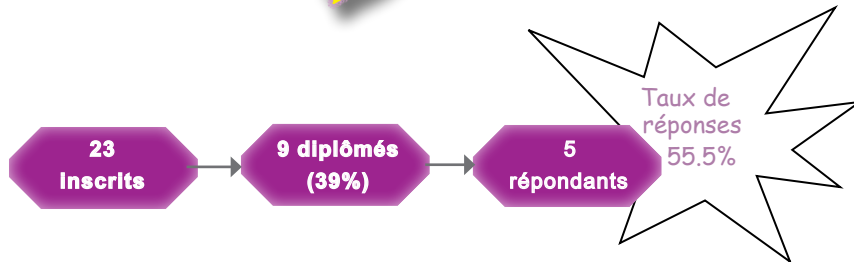 23
inscrits
9 diplômés
(39%)
5
répondants
Taux de
réponses
55.5%